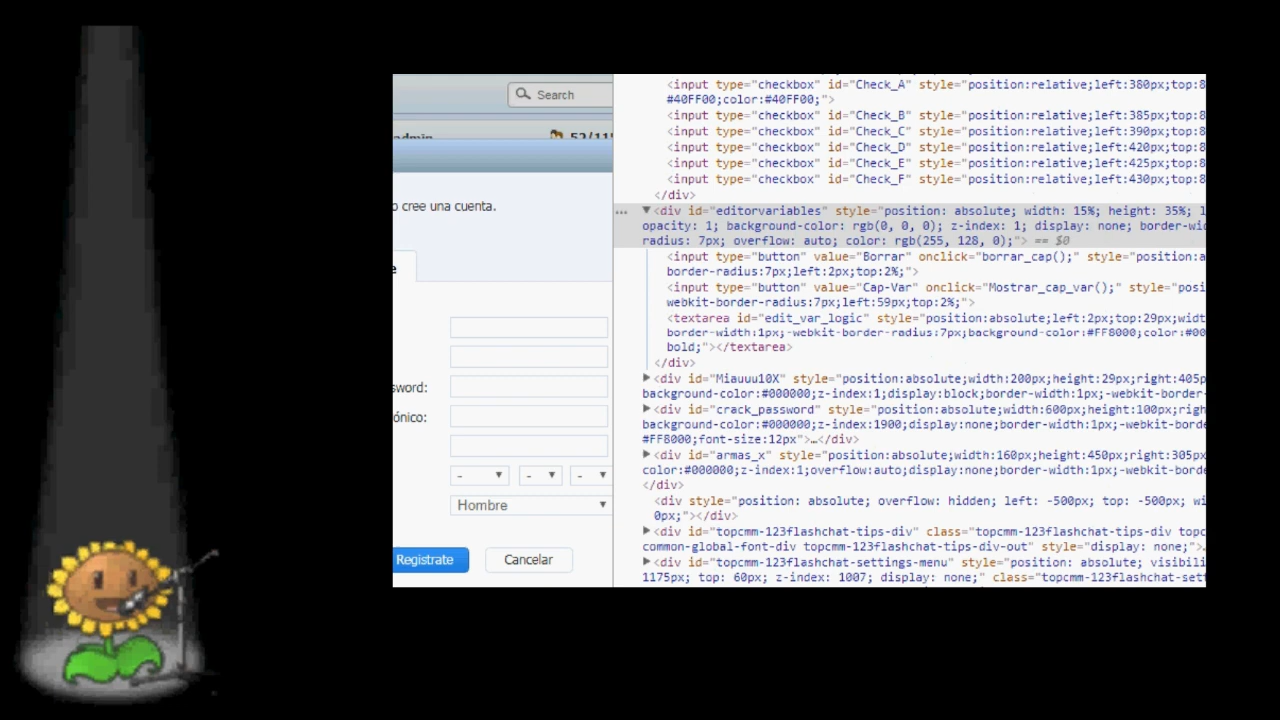 Search
admin
52/11
o cree una cuenta.
e
sword:
ónico:
- - -
Hombre
Registrate
Cancelar
<input type="checkbox" id="Check_A" style="position:relative;left:380px;top:8
#40FF00;color:#40FF00;">
<input type="checkbox" id="Check_B" style="position:relative;left:385px;top:8
<input type="checkbox" id="Check_C" style="position:relative;left:390px;top:8
<input type="checkbox" id="Check_D" style="position:relative;left:420px;top:8
<input type="checkbox" id="Check_E" style="position:relative;left:425px;top:8
<input type="checkbox" id="Check_F" style="position:relative;left:430px;top:8
</div>
… ▼<div id="editorvariables" style="position: absolute; width: 15%; height: 35%; l
opacity: 1; background-color: rgb(0, 0, 0); z-index: 1; display: none; border-wi
radius: 7px; overflow: auto; color: rgb(255, 128, 0);"> == $0
<input type="button" value="Borrar" onclick="borrar_cap();" style="position:a
border-radius:7px;left:2px;top:2%;">
<input type="button" value="Cap-Var" onclick="Mostrar_cap_var();" style="posi
webkit-border-radius:7px;left:59px;top:2%;">
<textarea id="edit_var_logic" style="position:absolute;left:2px;top:29px;widt
border-width:1px;-webkit-border-radius:7px;background-color:#FF8000;color:#00
bold;"></textarea>
</div>
▶<div id="Miauuu10X" style="position:absolute;width:200px;height:29px;right:405p
background-color:#000000;z-index:1;display:block;border-width:1px;-webkit-border-
▶<div id="crack_password" style="position:absolute;width:600px;height:100px;righ
background-color:#000000;z-index:1900;display:none;border-width:1px;-webkit-borde
#FF8000;font-size:12px">…</div>
▶<div id="armas_x" style="position:absolute;width:160px;height:450px;right:305px
color:#000000;z-index:1;overflow:auto;display:none;border-width:1px;-webkit-border
</div>
<div style="position: absolute; overflow: hidden; left: -500px; top: -500px; wi
0px;"></div>
▶<div id="topcmm-123flashchat-tips-div" class="topcmm-123flashchat-tips-div topc
common-global-font-div topcmm-123flashchat-tips-div-out" style="display: none;">…
▶<div id="topcmm-123flashchat-settings-menu" style="position: absolute; visibili
1175px; top: 60px; z-index: 1007; display: none;" class="topcmm-123flashchat-sett